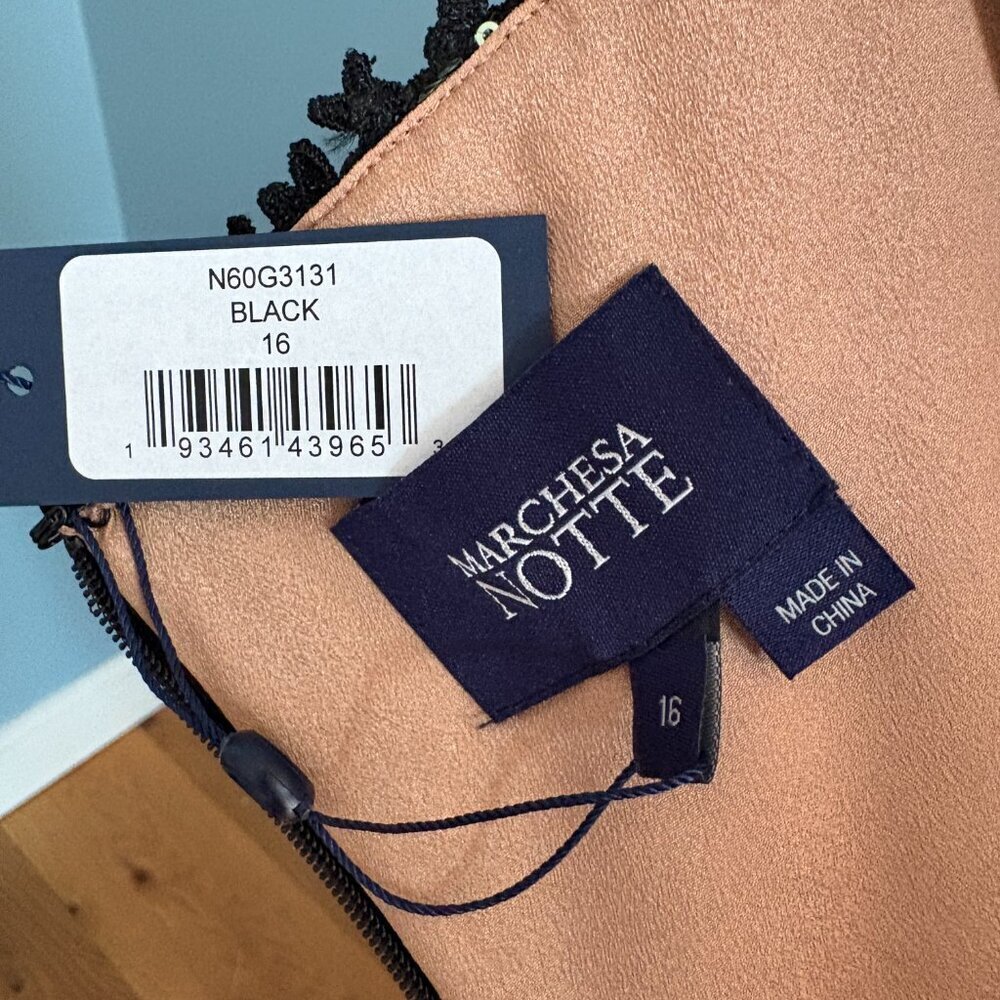 N60G3131
BLACK
16
1 93461 43965 3
MARCHESA
NOTTE
MADE IN
CHINA
16